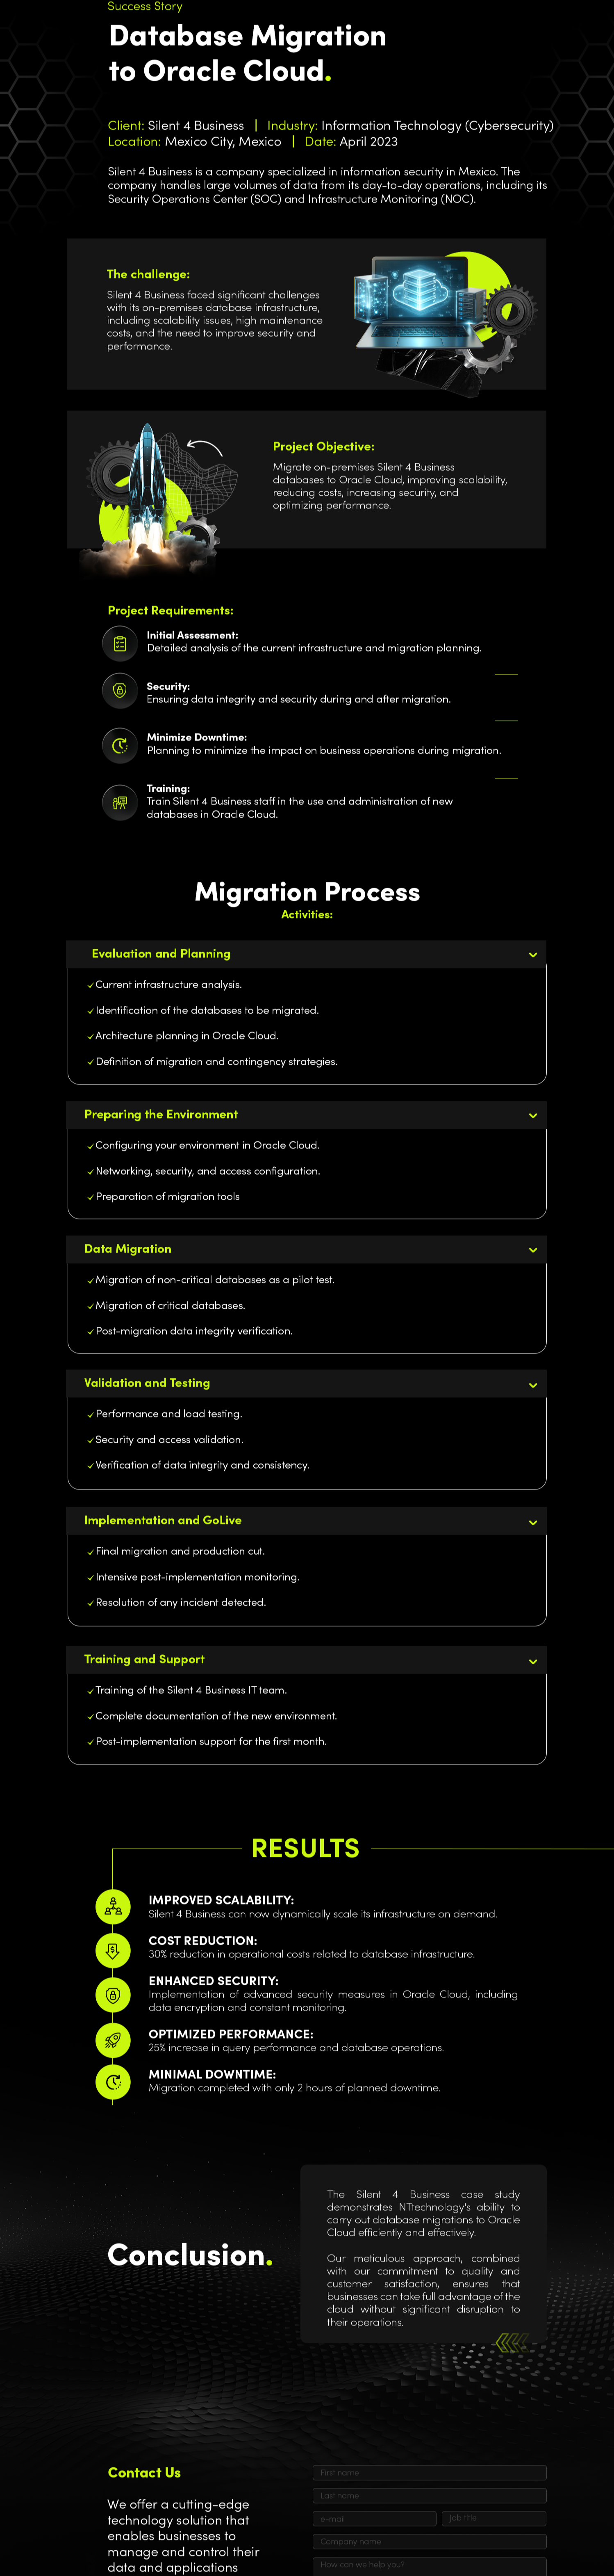 Success Story
Database Migration
to Oracle Cloud.
Client: Silent 4 Business | Industry: Information Technology (Cybersecurity)
Location: Mexico City, Mexico | Date: April 2023
Silent 4 Business is a company specialized in information security in Mexico. The
company handles large volumes of data from its day-to-day operations, including its
Security Operations Center (SOC) and Infrastructure Monitoring (NOC).
The challenge:
Silent 4 Business faced significant challenges
with its on-premises database infrastructure,
including scalability issues, high maintenance
costs, and the need to improve security and
performance.
Project Objective:
Migrate on-premises Silent 4 Business
databases to Oracle Cloud, improving scalability,
reducing costs, increasing security, and
optimizing performance.
Project Requirements:
Initial Assessment:
Detailed analysis of the current infrastructure and migration planning.
Security:
Ensuring data integrity and security during and after migration.
Minimize Downtime:
Planning to minimize the impact on business operations during migration.
Training:
Train Silent 4 Business staff in the use and administration of new
databases in Oracle Cloud.
Migration Process
Activities:
Evaluation and Planning
Current infrastructure analysis.
Identification of the databases to be migrated.
Architecture planning in Oracle Cloud.
Definition of migration and contingency strategies.
Preparing the Environment
Configuring your environment in Oracle Cloud.
Networking, security, and access configuration.
Preparation of migration tools
Data Migration
Migration of non-critical databases as a pilot test.
Migration of critical databases.
Post-migration data integrity verification.
Validation and Testing
Performance and load testing.
Security and access validation.
Verification of data integrity and consistency.
Implementation and GoLive
Final migration and production cut.
Intensive post-implementation monitoring.
Resolution of any incident detected.
Training and Support
Training of the Silent 4 Business IT team.
Complete documentation of the new environment.
Post-implementation support for the first month.
RESULTS
IMPROVED SCALABILITY:
Silent 4 Business can now dynamically scale its infrastructure on demand.
COST REDUCTION:
30% reduction in operational costs related to database infrastructure.
ENHANCED SECURITY:
Implementation of advanced security measures in Oracle Cloud, including
data encryption and constant monitoring.
OPTIMIZED PERFORMANCE:
25% increase in query performance and database operations.
MINIMAL DOWNTIME:
Migration completed with only 2 hours of planned downtime.
Conclusion.
The Silent 4 Business case study
demonstrates NTtechnology's ability to
carry out database migrations to Oracle
Cloud efficiently and effectively.
Our meticulous approach, combined
with our commitment to quality and
customer satisfaction, ensures that
businesses can take full advantage of the
cloud without significant disruption to
their operations.
Contact Us
We offer a cutting-edge
technology solution that
enables businesses to
manage and control their
data and applications
First name
Last name
e-mail
Job title
Company name
How can we help you?